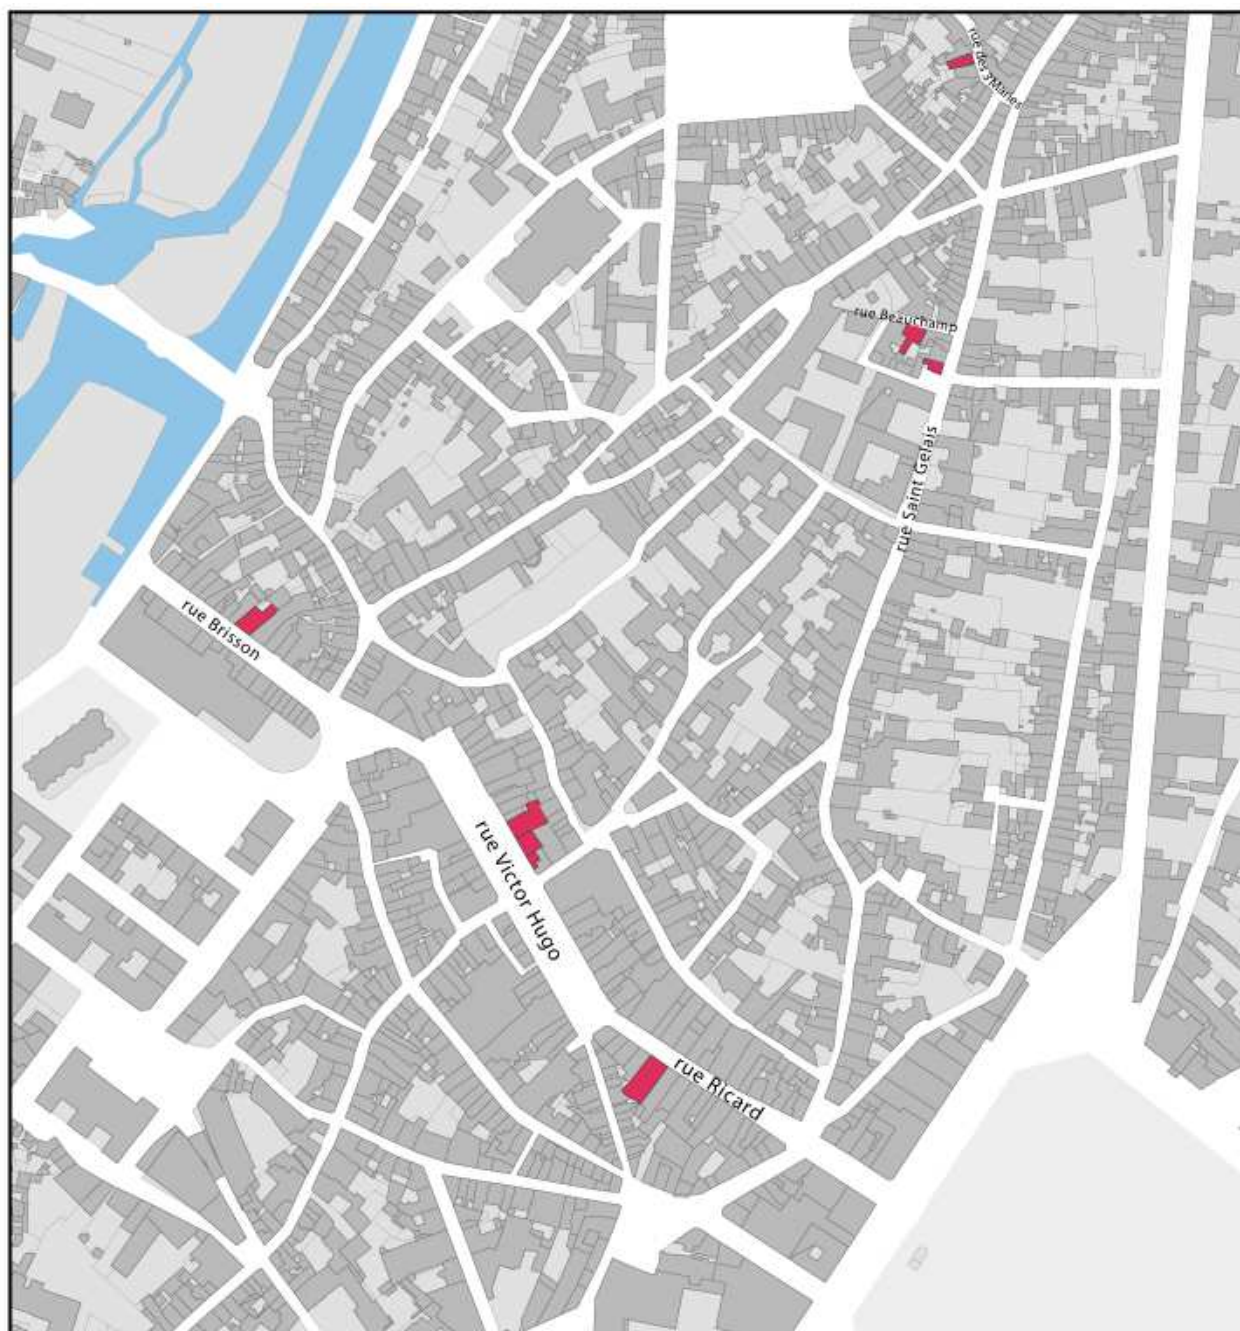 rue des 3 Maries
rue Beauchamp
rue Saint Gelais
rue Brisson
rue Victor Hugo
rue Ricard